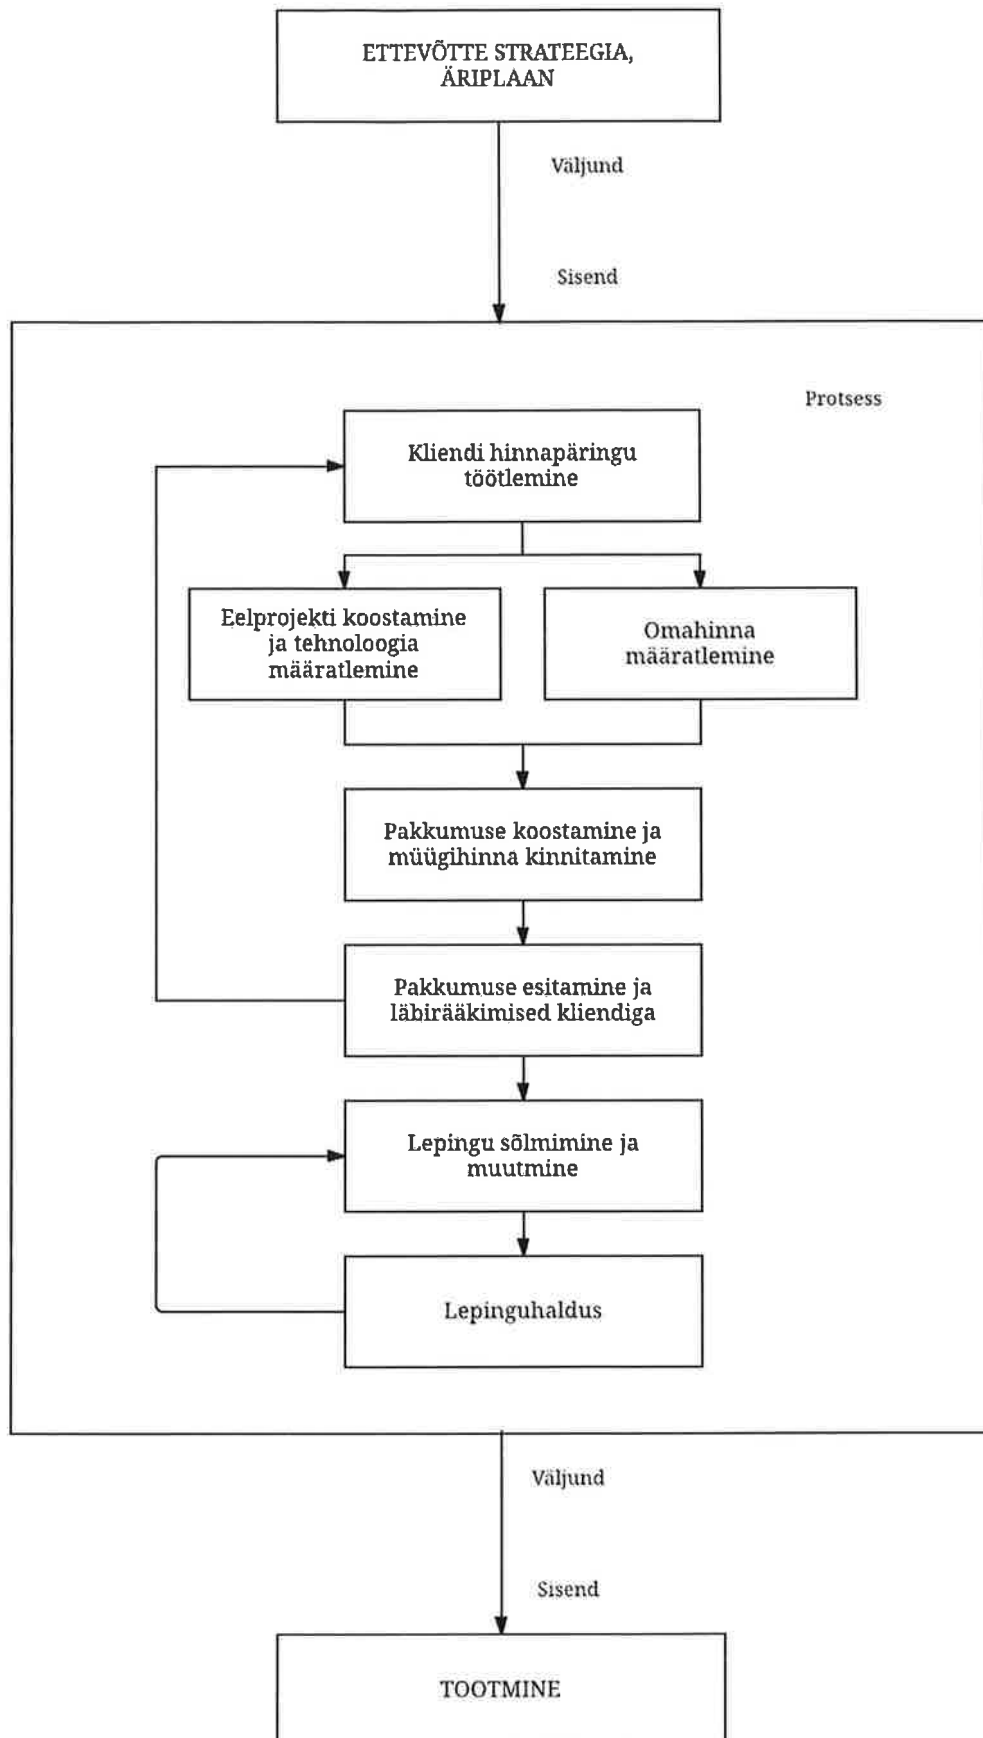 ETTEVÕTTE STRATEEGIA,
ÄRIPLAAN
Väljund
Sisend
Protsess
Kliendi hinnapäringu
töötlemine
Eelprojekti koostamine
ja tehnoloogia
määratlemine
Omahinna
määratlemine
Pakkumuse koostamine ja
müügihinna kinnitamine
Pakkumuse esitamine ja
läbirääkimised kliendiga
Lepingu sõlmimine ja
muutmine
Lepinguhaldus
Väljund
Sisend
TOOTMINE